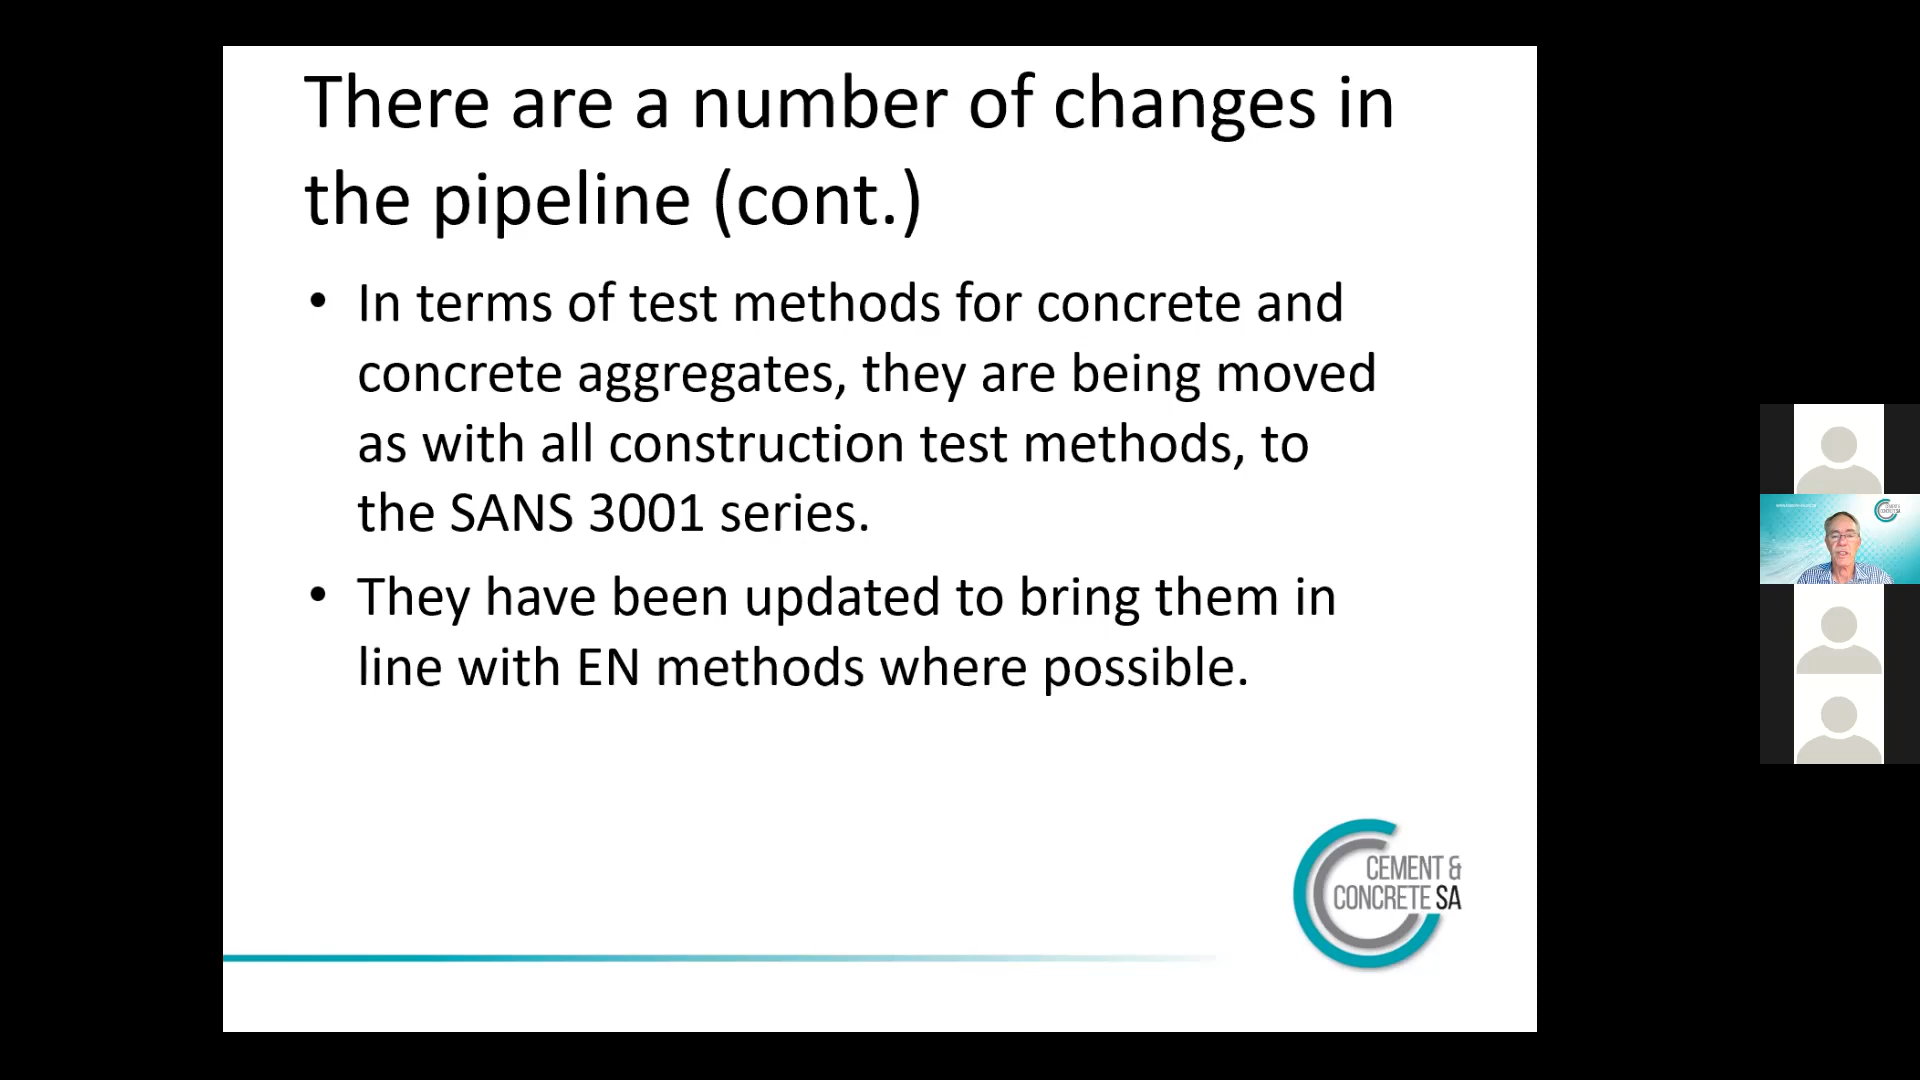 There are a number of changes in
the pipeline (cont.)
• In terms of test methods for concrete and
concrete aggregates, they are being moved
as with all construction test methods, to
the SANS 3001 series.
• They have been updated to bring them in
line with EN methods where possible.
CEMENT &
CONCRETE SA